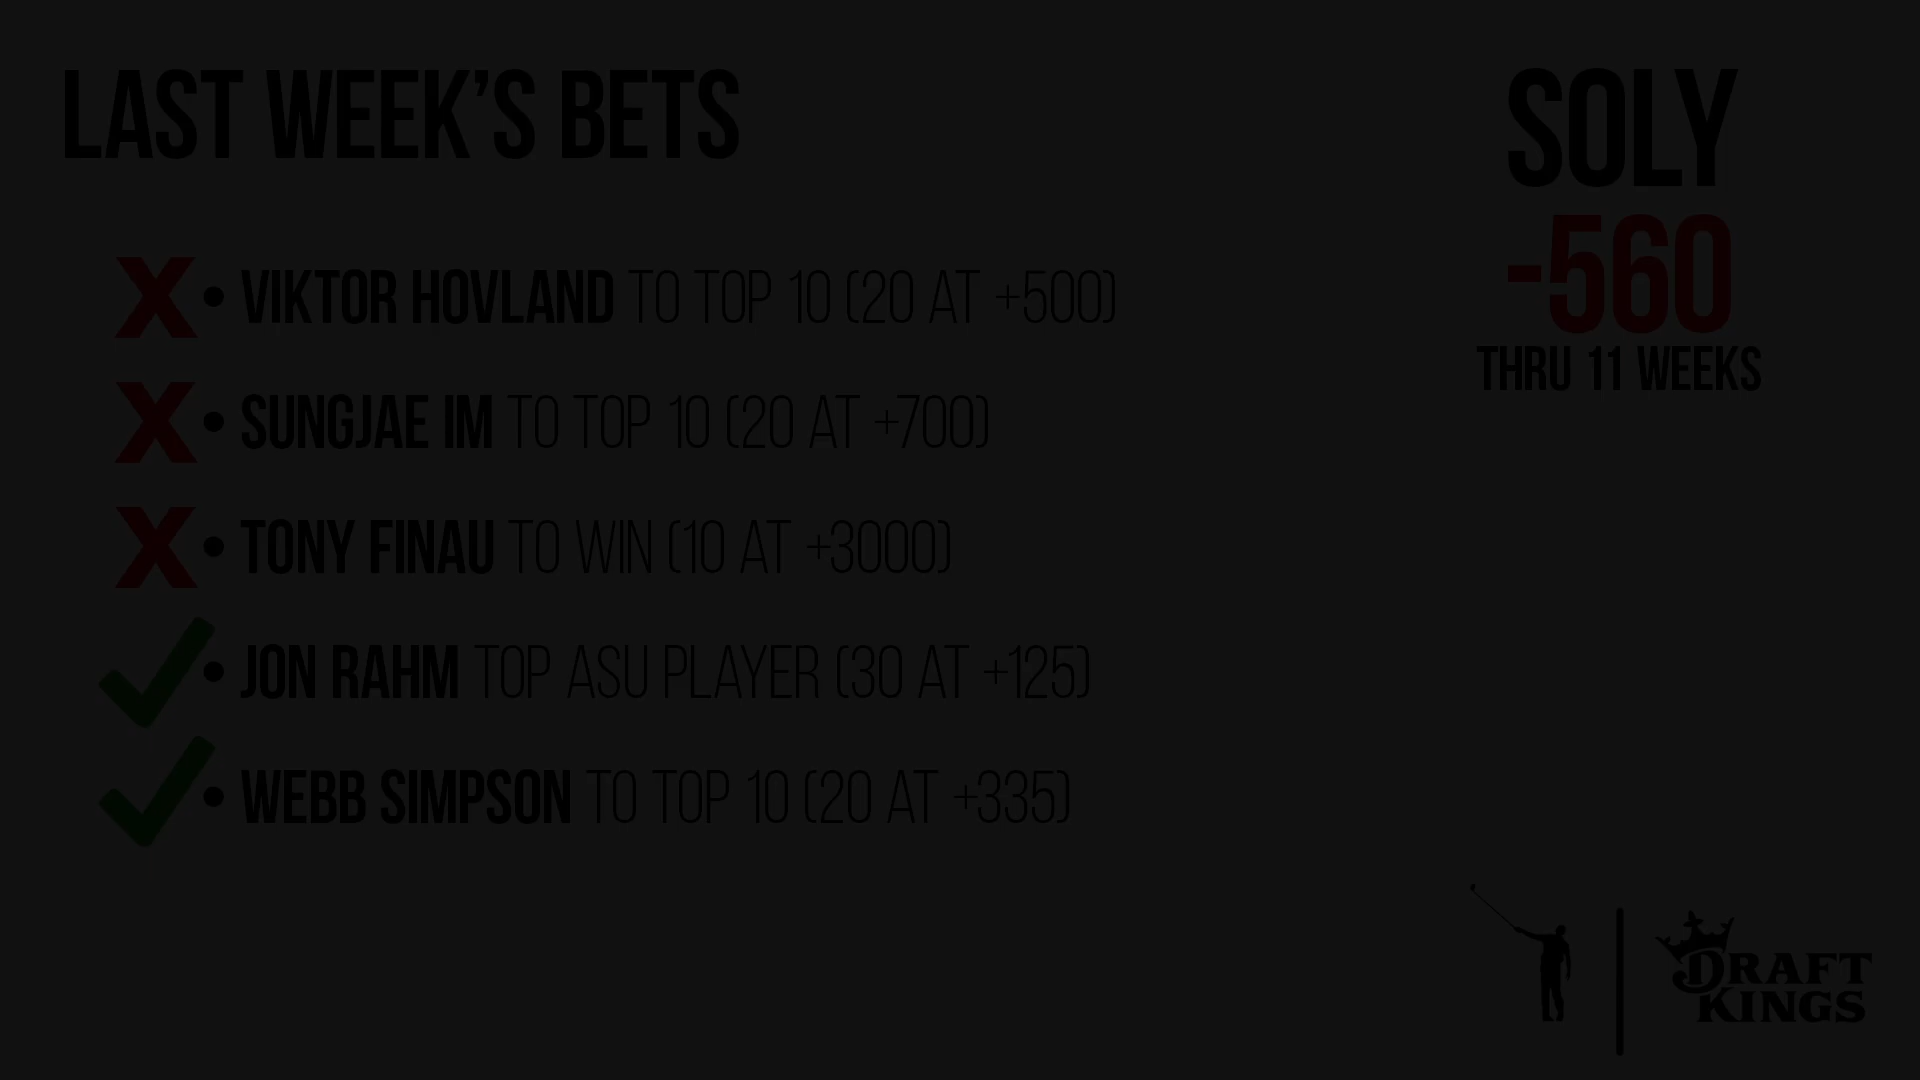 LAST WEEK'S BETS
• VIKTOR HOVLAND TO TOP 10 (20 AT +500)
• SUNGJAE IM TO TOP 10 (20 AT +700)
• TONY FINAU TO WIN (10 AT +3000)
• JON RAHM TOP ASU PLAYER (30 AT +125)
• WEBB SIMPSON TO TOP 10 (20 AT +335)
SOLY
-560
THRU 11 WEEKS
DRAFT
KINGS